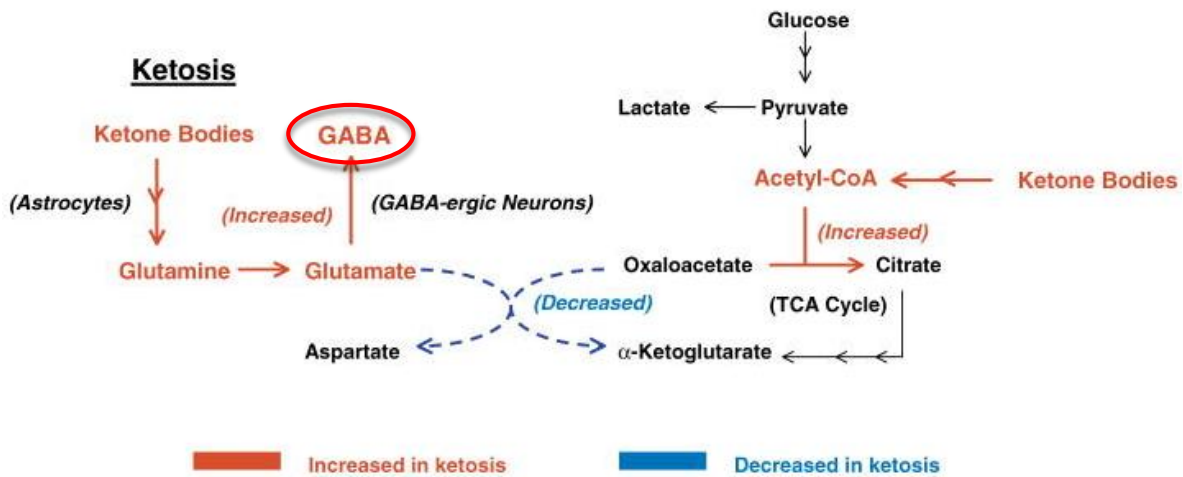 Glucose
Ketosis
Lactate
Pyruvate
Ketone Bodies
GABA
Acetyl-CoA
Ketone Bodies
(Astrocytes)
(Increased)
(GABA-ergic Neurons)
(Increased)
Glutamine
Glutamate
Oxaloacetate
Citrate
(Decreased)
(TCA Cycle)
Aspartate
α-Ketoglutarate
Increased in ketosis
Decreased in ketosis